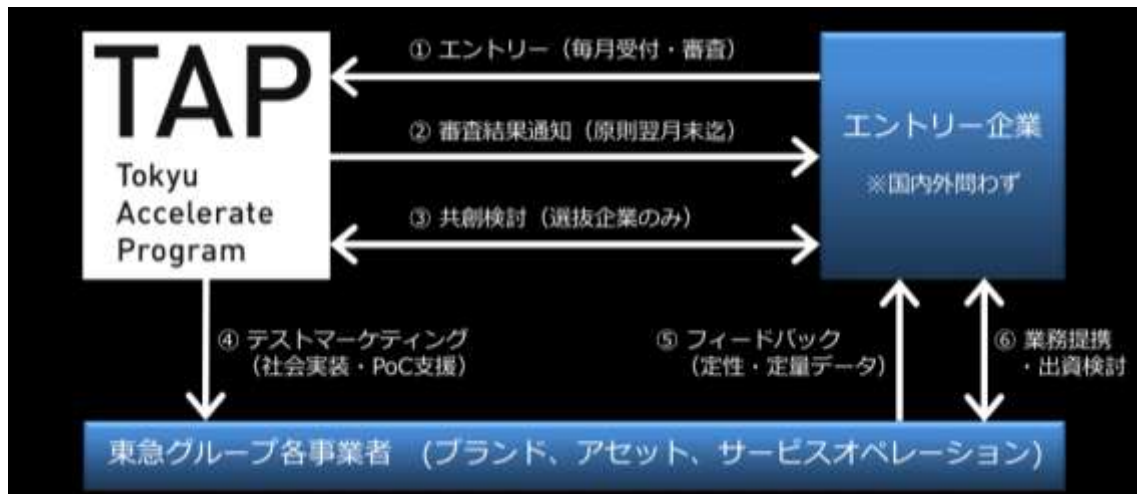 TAP
Tokyu
Accelerate
Program
① エントリー（毎月受付・審査）
② 審査結果通知（原則翌月末迄）
③ 共創検討（選抜企業のみ）
エントリー企業
※国内外問わず
④ テストマーケティング
（社会実装・PoC支援）
⑤ フィードバック
（定性・定量データ）
⑥ 業務提携
・出資検討
東急グループ各事業者 （ブランド、アセット、サービスオペレーション）